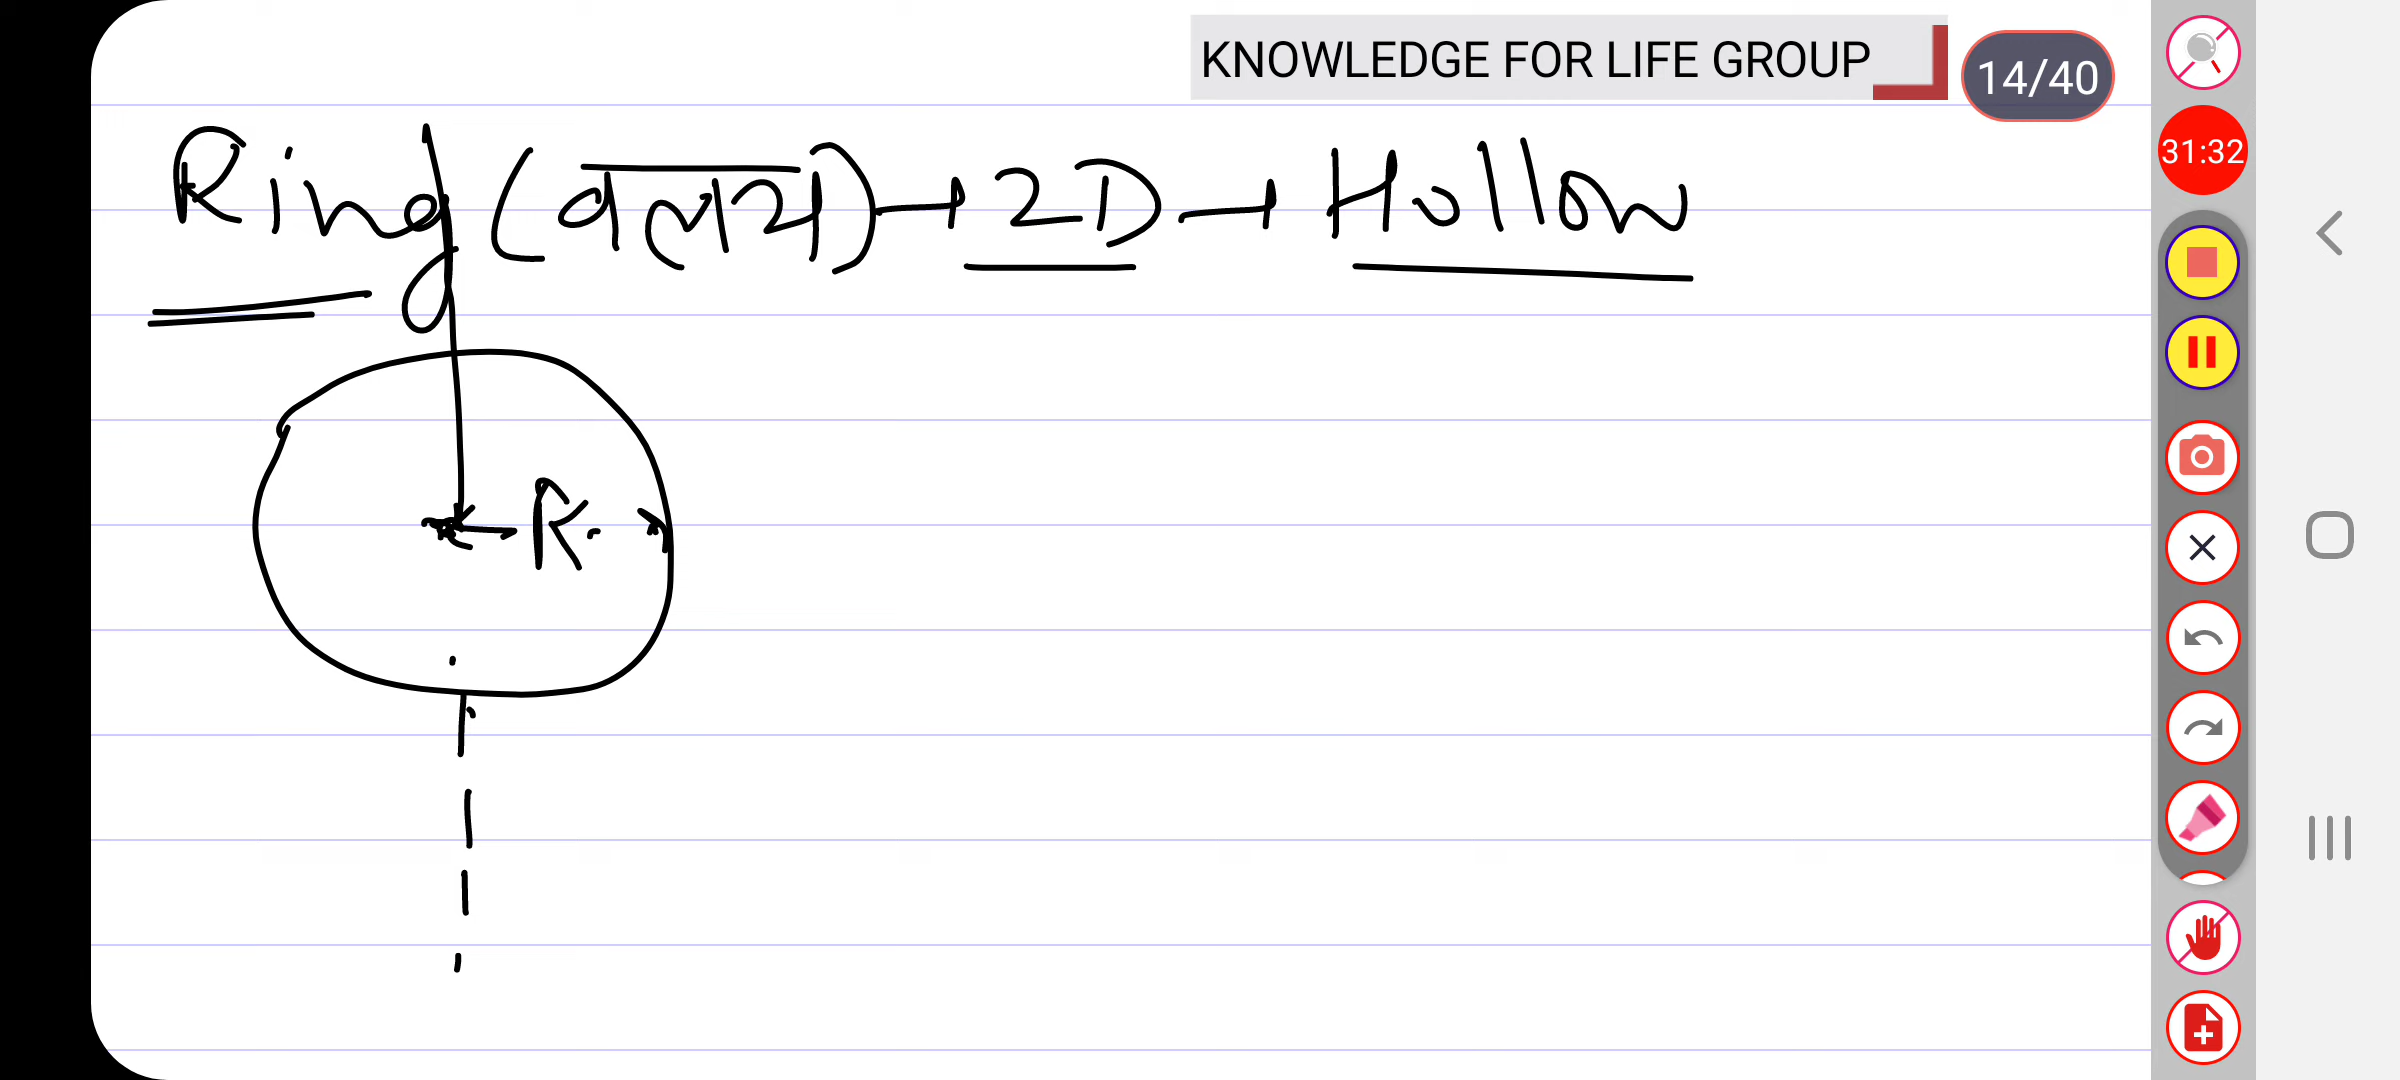 KNOWLEDGE FOR LIFE GROUP
14/40
31:32
Ring (वलय) → 2D → Hollow
R